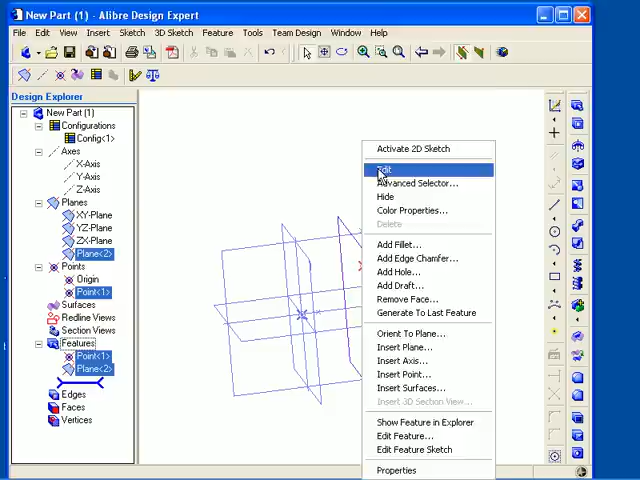 New Part (1) - Alibre Design Expert
File Edit View Insert Sketch 3D Sketch Feature Tools Team Design Window Help
Design Explorer
New Part (1)
Configurations
Config<1>
Axes
X-Axis
Y-Axis
Z-Axis
Planes
XY-Plane
YZ-Plane
ZX-Plane
Plane<2>
Points
Origin
Point<1>
Surfaces
Redline Views
Section Views
Features
Point<1>
Plane<2>
Edges
Faces
Vertices
Activate 2D Sketch
Edit
Advanced Selector...
Hide
Color Properties...
Delete
Add Fillet...
Add Edge Chamfer...
Add Hole...
Add Draft...
Remove Face...
Generate To Last Feature
Orient To Plane...
Insert Plane...
Insert Axis...
Insert Point...
Insert Surfaces...
Insert 3D Section View...
Show Feature in Explorer
Edit Feature...
Edit Feature Sketch
Properties